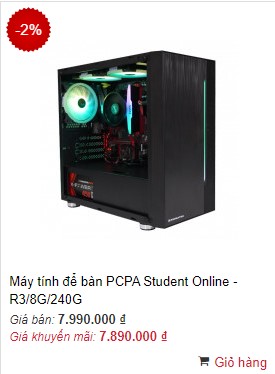 -2%
Máy tính để bàn PCPA Student Online -
R3/8G/240G
Giá bán: 7.990.000 ₫
Giá khuyến mãi: 7.890.000 ₫
Giỏ hàng